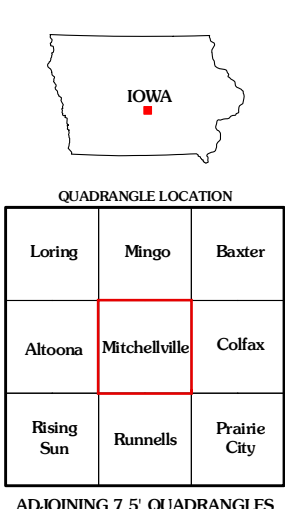 IOWA
QUADRANGLE LOCATION
Loring Mingo Baxter
Altoona Mitchellville Colfax
Rising
Sun
Runnells
Prairie
City
ADJOINING 7.5' QUADRANGLES